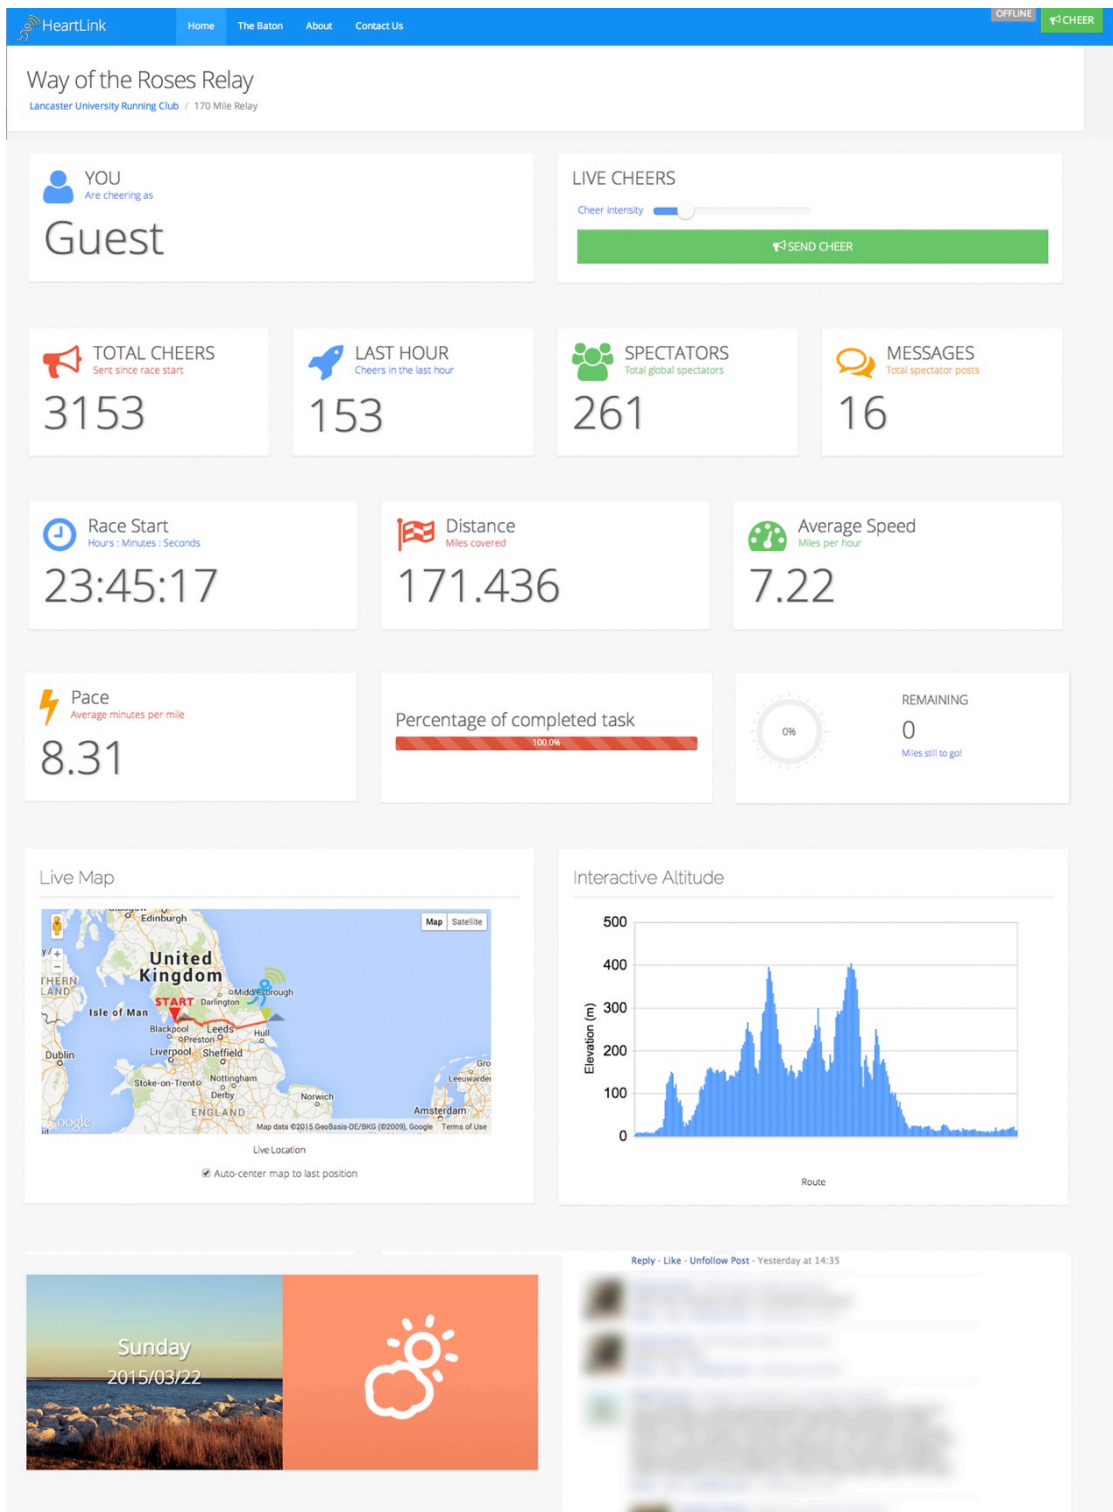 HeartLink
Home The Baton About Contact Us
OFFLINE
CHEER
Way of the Roses Relay
Lancaster University Running Club / 170 Mile Relay
YOU
Are cheering as
Guest
LIVE CHEERS
Cheer intensity
SEND CHEER
TOTAL CHEERS
Sent since race start
3153
LAST HOUR
Cheers in the last hour
153
SPECTATORS
Total global spectators
261
MESSAGES
Total spectator posts
16
Race Start
Hours : Minutes : Seconds
23:45:17
Distance
Miles covered
171.436
Average Speed
Miles per hour
7.22
Pace
Average minutes per mile
8.31
Percentage of completed task
100.0%
0%
REMAINING
0
Miles still to go!
Live Map
Edinburgh
Map Satellite
United
Kingdom
START
Darlington
Middlesbrough
Isle of Man
Blackpool
Leeds
Hull
Preston
Dublin
Liverpool
Sheffield
Stoke-on-Trent
Nottingham
Derby
Norwich
ENGLAND
Leeuwarden
Amsterdam
Google
Map data ©2015 GeoBasis-DE/BKG (©2009), Google Terms of Use
Live Location
Auto-center map to last position
Interactive Altitude
500
400
300
200
100
0
Elevation (m)
Route
Sunday
2015/03/22
Reply · Like · Unfollow Post · Yesterday at 14:35